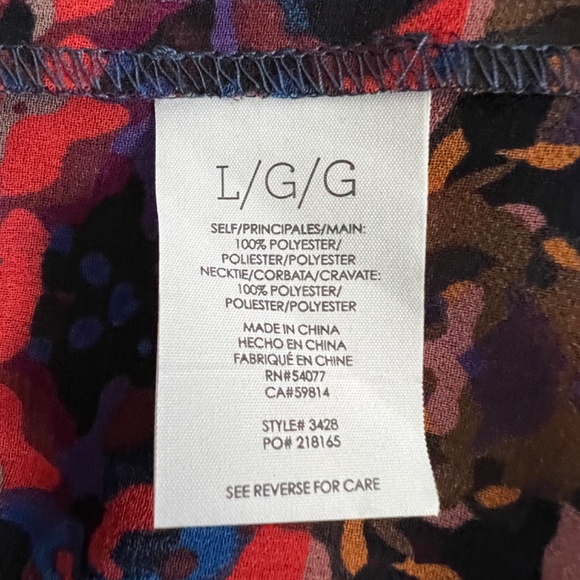 L/G/G
SELF/PRINCIPALES/MAIN:
100% POLYESTER/
POLIESTER/POLYESTER
NECKTIE/CORBATA/CRAVATE:
100% POLYESTER/
POLIESTER/POLYESTER
MADE IN CHINA
HECHO EN CHINA
FABRIQUÉ EN CHINE
RN#54077
CA#59814
STYLE# 3428
PO# 218165
SEE REVERSE FOR CARE